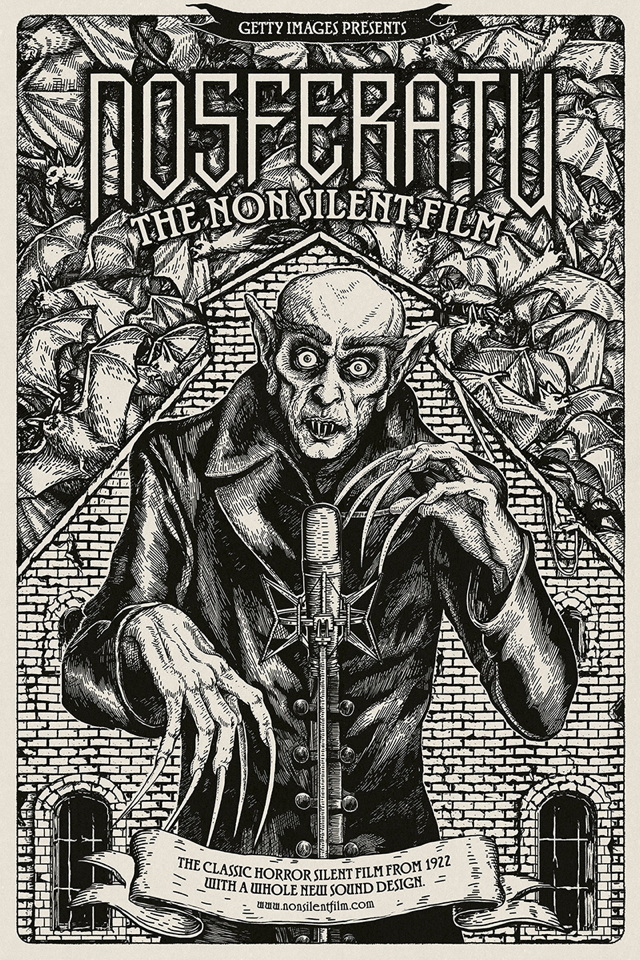 GETTY IMAGES PRESENTS
NOSFERATU
THE NON SILENT FILM
M
THE CLASSIC HORROR SILENT FILM FROM 1922
WITH A WHOLE NEW SOUND DESIGN.
www.nonsilentfilm.com